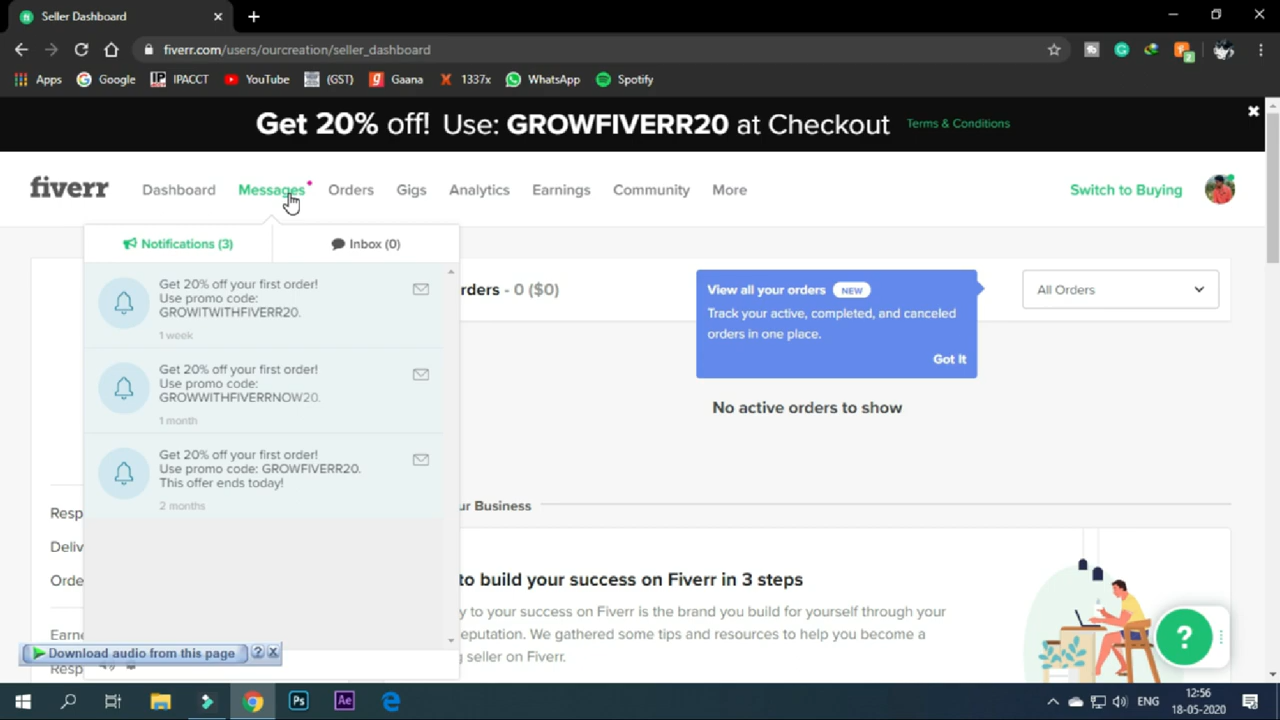 Seller Dashboard
fiverr.com/users/ourcreation/seller_dashboard
Apps Google IPACCT YouTube (GST) Gaana 1337x WhatsApp Spotify
Get 20% off! Use: GROWFIVERR20 at Checkout Terms & Conditions
fiverr Dashboard Messages Orders Gigs Analytics Earnings Community More Switch to Buying
Notifications (3) Inbox (0)
Get 20% off your first order!
Use promo code:
GROWITWITHFIVERR20.
1 week
Get 20% off your first order!
Use promo code:
GROWWITHFIVERRNOW20.
1 month
Get 20% off your first order!
Use promo code: GROWFIVERR20.
This offer ends today!
2 months
rders - 0 ($0)
View all your orders NEW
Track your active, completed, and canceled
orders in one place.
Got It
All Orders
No active orders to show
Resp
Deliv
Orde
Earne
Resp
ur Business
to build your success on Fiverr in 3 steps
y to your success on Fiverr is the brand you build for yourself through your
eputation. We gathered some tips and resources to help you become a
g seller on Fiverr.
Download audio from this page
?
Ps Ae
ENG
12:56
18-05-2020